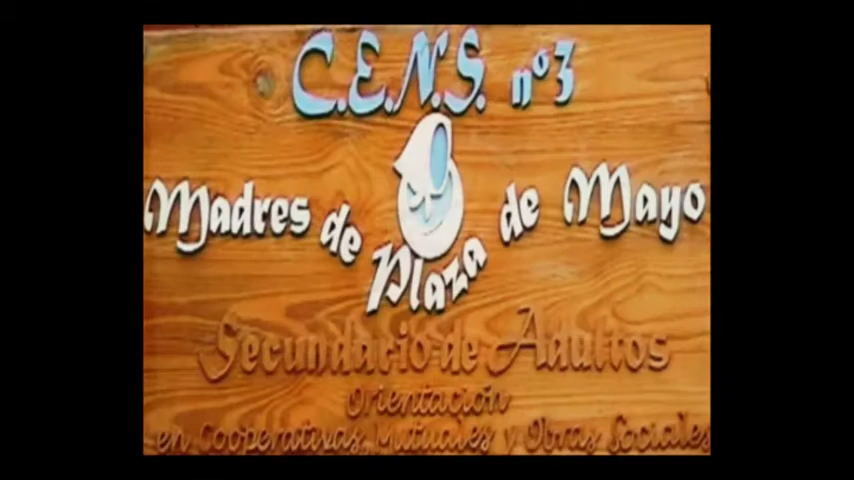 C.E.N.S. nº3
Madres de Plaza de Mayo
Secundario de Adultos
Orientación
en Cooperativas, Mutuales y Obras Sociales